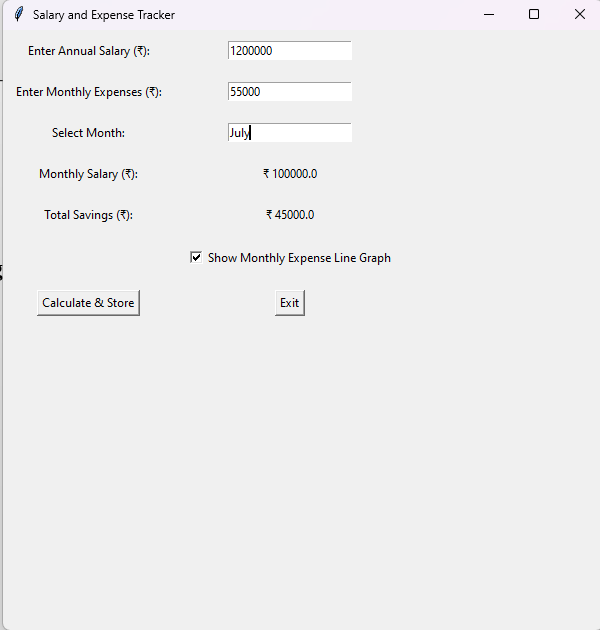 Salary and Expense Tracker
Enter Annual Salary (₹): 1200000
Enter Monthly Expenses (₹): 55000
Select Month: July
Monthly Salary (₹): ₹ 100000.0
Total Savings (₹): ₹ 45000.0
Show Monthly Expense Line Graph
Calculate & Store Exit